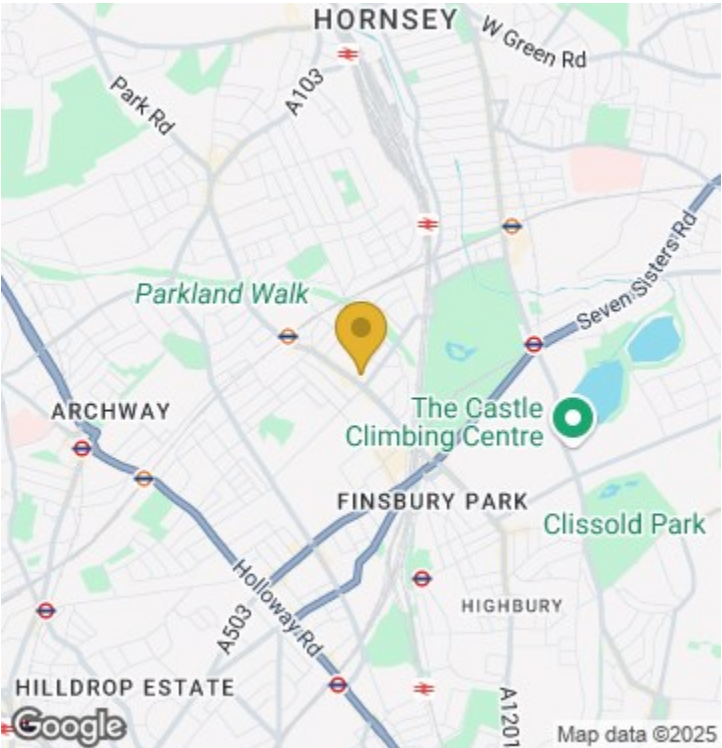 HORNSEY
W Green Rd
A103
Park Rd
Seven Sisters Rd
Parkland Walk
ARCHWAY
The Castle
Climbing Centre
FINSBURY PARK
Clissold Park
Holloway Rd
A503
HIGHBURY
HILLDROP ESTATE
A1201
Google
Map data ©2025